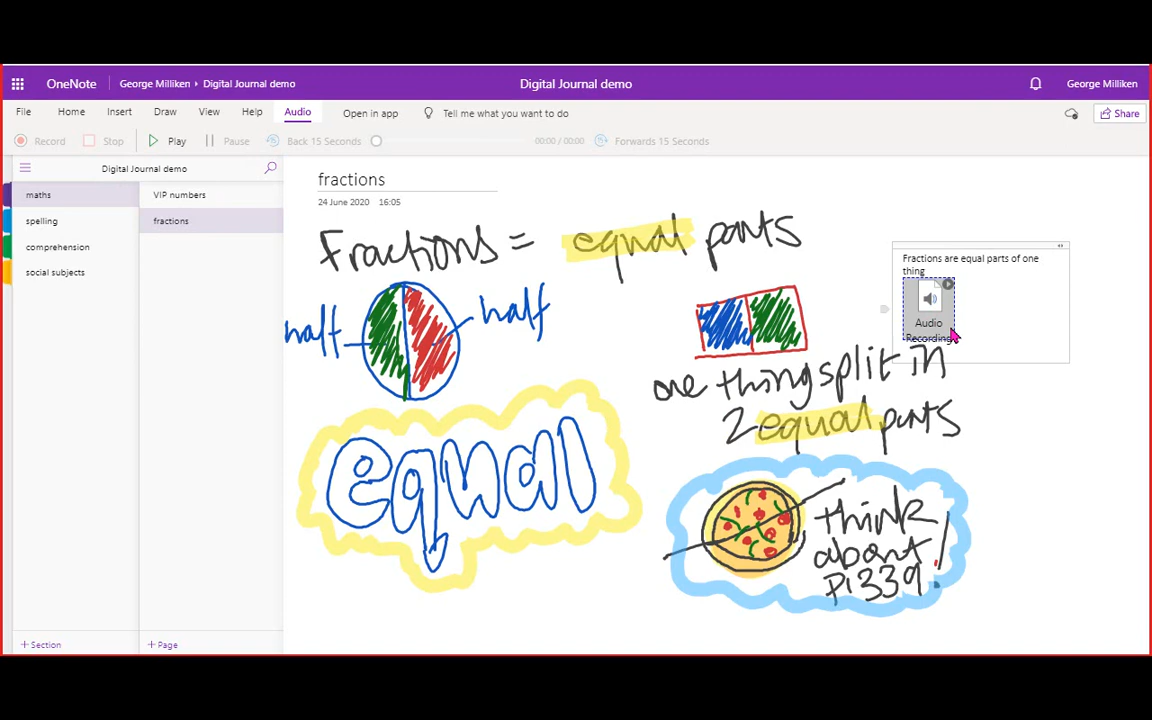 OneNote
George Milliken › Digital Journal demo
Digital Journal demo
George Milliken
File Home Insert Draw View Help Audio Open in app Tell me what you want to do
Share
Record Stop Play Pause Back 15 Seconds 00:00 / 00:00 Forwards 15 Seconds
Digital Journal demo
maths
spelling
comprehension
social subjects
VIP numbers
fractions
fractions
24 June 2020 16:05
Fractions = equal parts
Fractions are equal parts of one
thing
Audio
Recording
half
half
one thing split in
2 equal parts
equal
think
about
pizza!
+ Section
+ Page